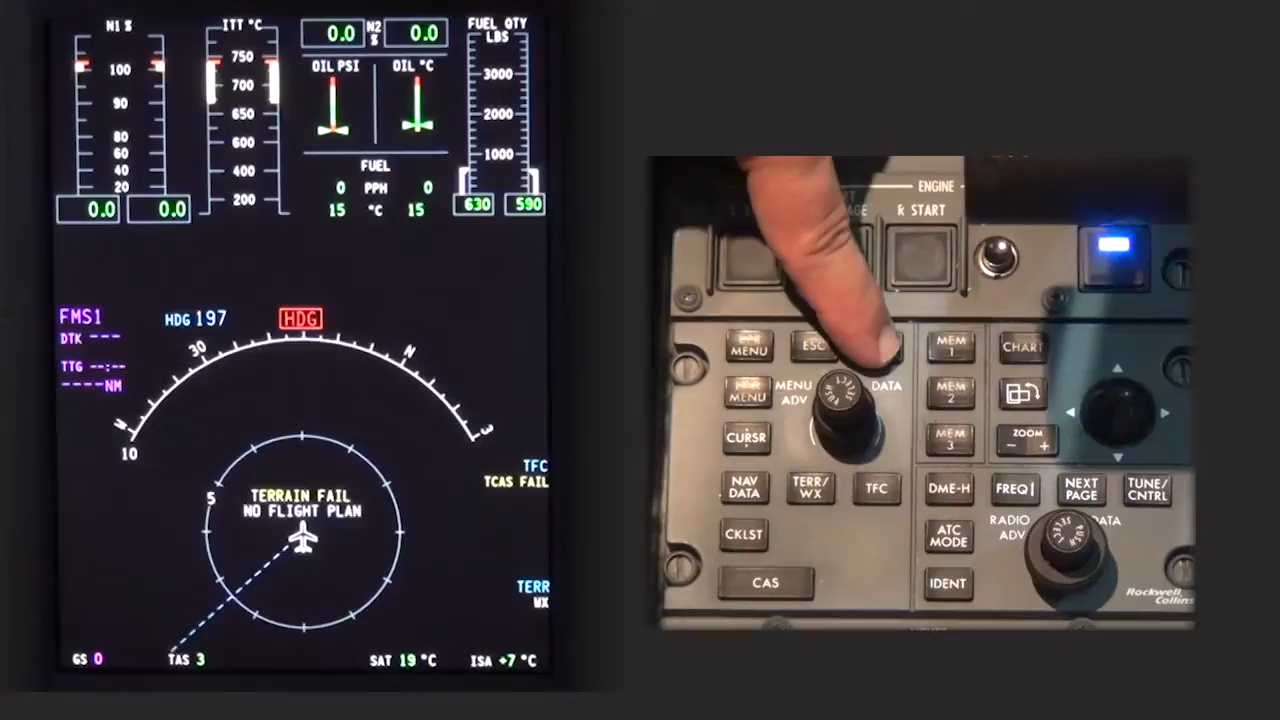 N1 %
ITT °C
0.0 N2 % 0.0
FUEL QTY
LBS
OIL PSI
OIL °C
100
90
80
60
40
20
750
700
650
600
400
200
3000
2000
1000
FUEL
0 PPH 0
15 °C 15
0.0 0.0
630 590
FMS1
DTK ---
TTG --:--
----NM
HDG 197
HDG
30
N
W
3
10
5
TERRAIN FAIL
NO FLIGHT PLAN
TFC
TCAS FAIL
TERR
WX
GS 0
TAS 3
SAT 19 °C
ISA +7 °C
ENGINE
START
MENU
ESC
MEM 1
CHART
MENU
MENU ADV
PUSH SELECT
DATA
MEM 2
CURSR
MEM 3
ZOOM
- +
NAV DATA
TERR/ WX
TFC
DME-H
FREQ
NEXT PAGE
TUNE/ CNTRL
CKLST
ATC MODE
RADIO ADV
PUSH SELECT
DATA
CAS
IDENT
Rockwell
Collins